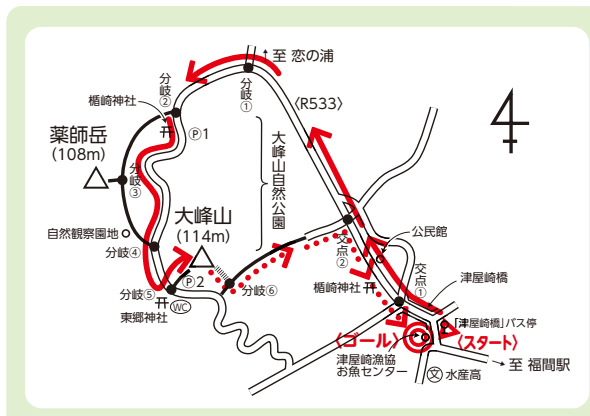 至 恋の浦
分岐①
分岐②
楯崎神社
〈R533〉
Ⓟ1
薬師岳
(108m)
大峰山自然公園
分岐③
大峰山
(114m)
自然観察園地
分岐④
公民館
交点②
交点①
Ⓟ2
分岐⑤
分岐⑥
楯崎神社
津屋崎橋
WC
東郷神社
「津屋崎橋」バス停
〈ゴール〉
〈スタート〉
津屋崎漁協
お魚センター
至 福間駅
文 水産高